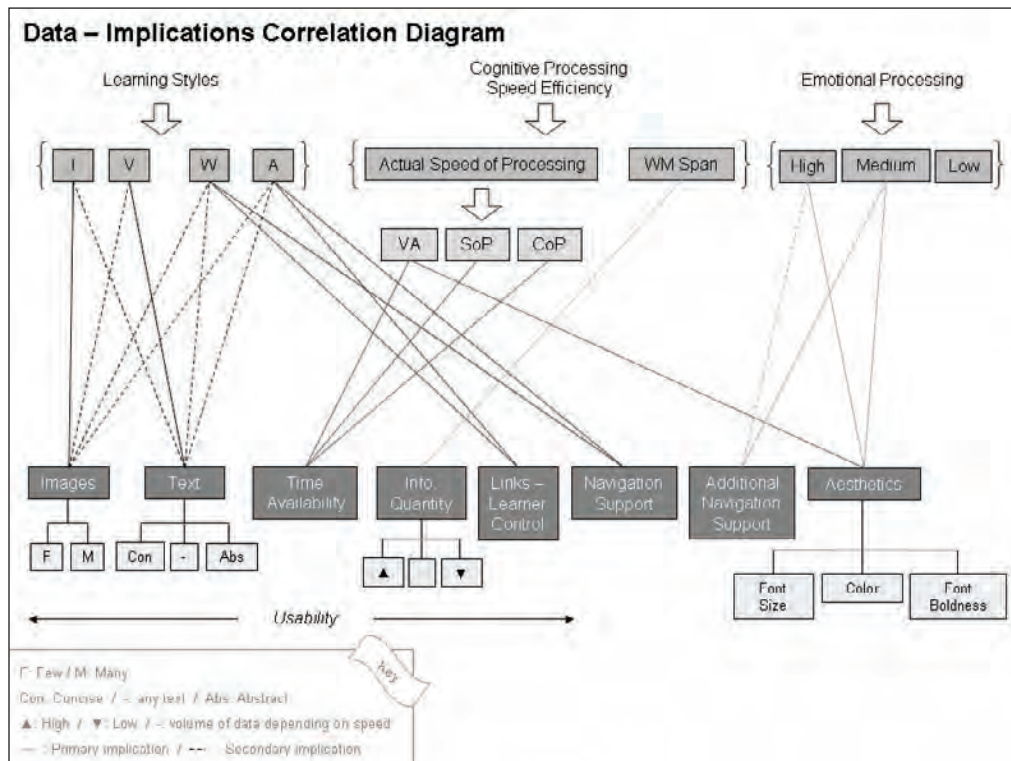 Data – Implications Correlation Diagram
Learning Styles
Cognitive Processing
Speed Efficiency
Emotional Processing
I V W A
Actual Speed of Processing WM Span
High Medium Low
VA SoP CoP
Images Text
Time
Availability
Info.
Quantity
Links –
Learner
Control
Navigation
Support
Additional
Navigation
Support
Aesthetics
F M Con - Abs
▲ ▼
Font
Size
Color
Font
Boldness
Usability
Key
F: Few / M: Many
Con: Concise / -: any text / Abs: Abstract
▲: High / ▼: Low / -: volume of data depending on speed
— : Primary implication / --- Secondary implication